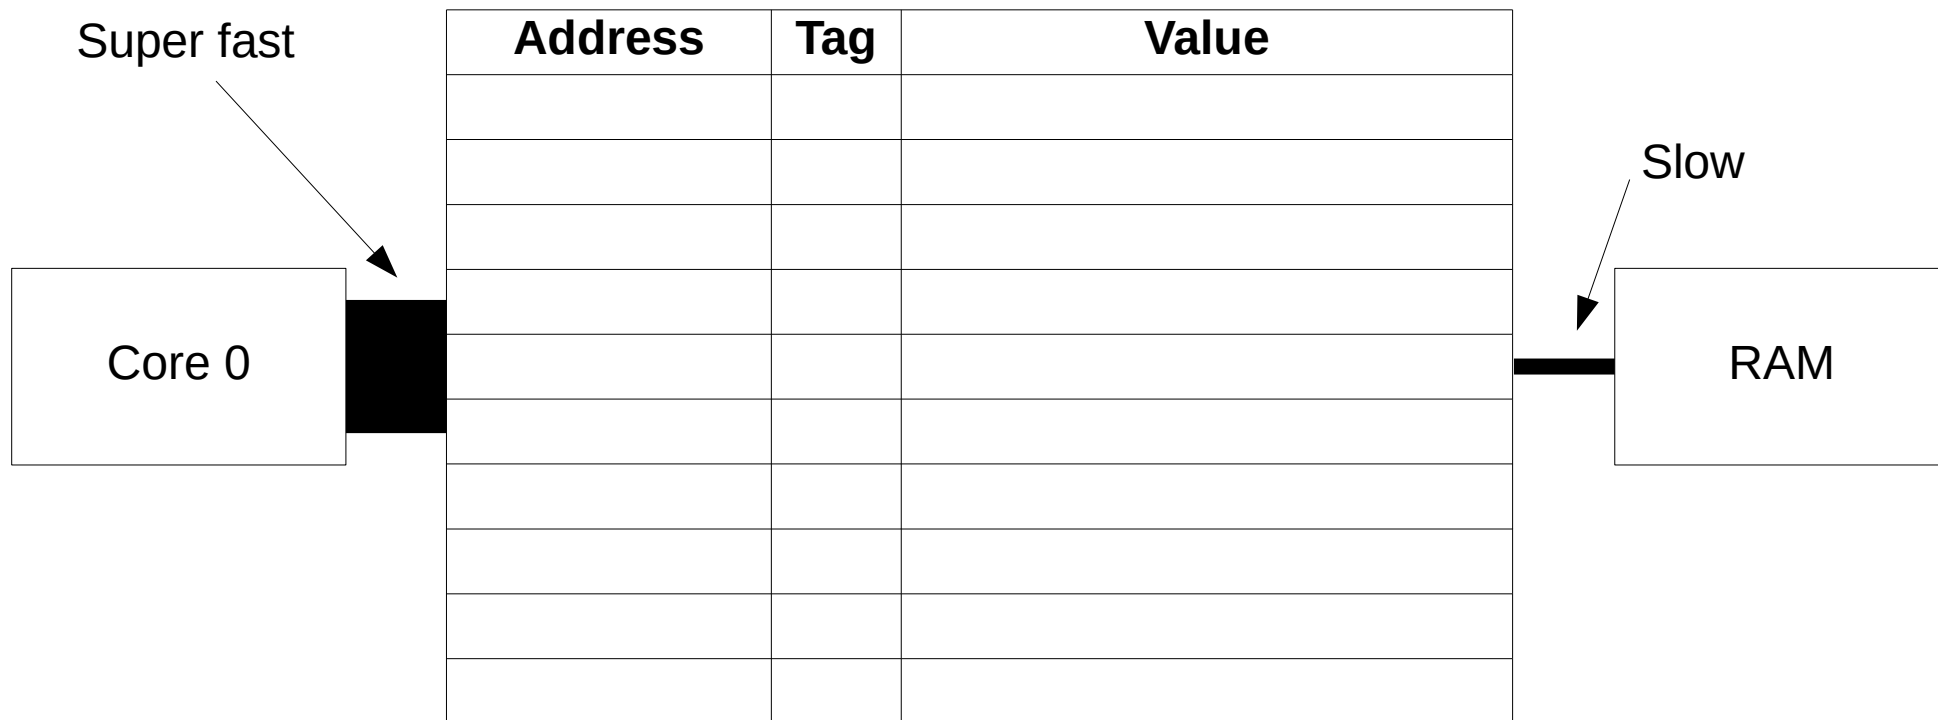 Super fast
Address Tag Value
Slow
Core 0
RAM